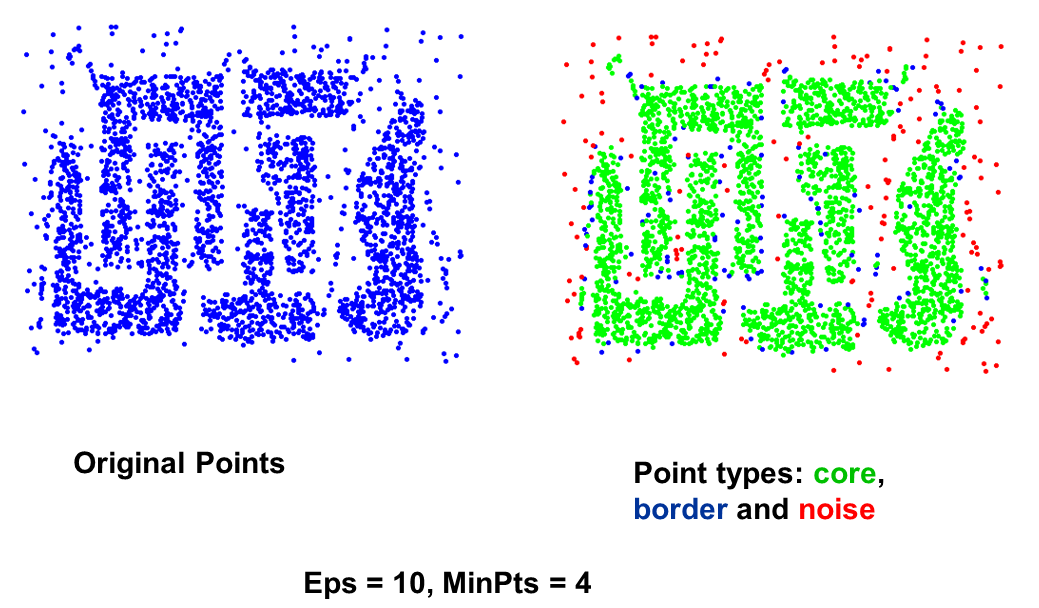 Original Points
Point types: core,
border and noise
Eps = 10, MinPts = 4